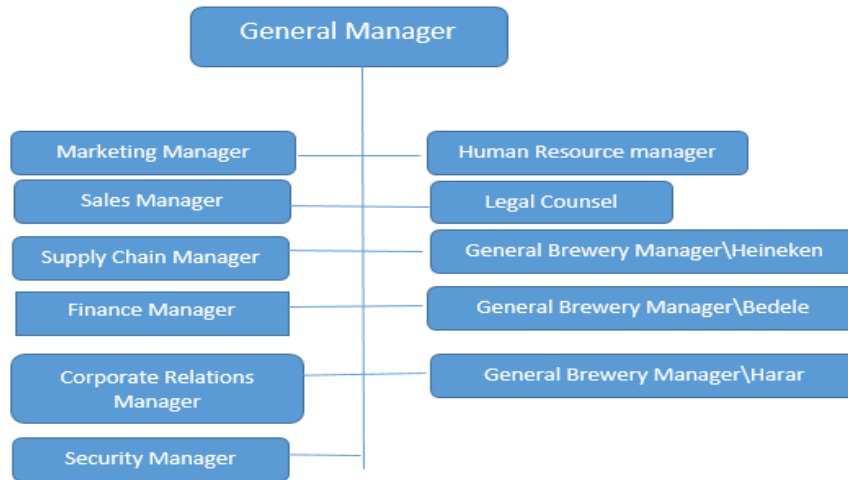 General Manager
Marketing Manager
Human Resource manager
Sales Manager
Legal Counsel
Supply Chain Manager
General Brewery Manager\Heineken
Finance Manager
General Brewery Manager\Bedele
Corporate Relations
Manager
General Brewery Manager\Harar
Security Manager